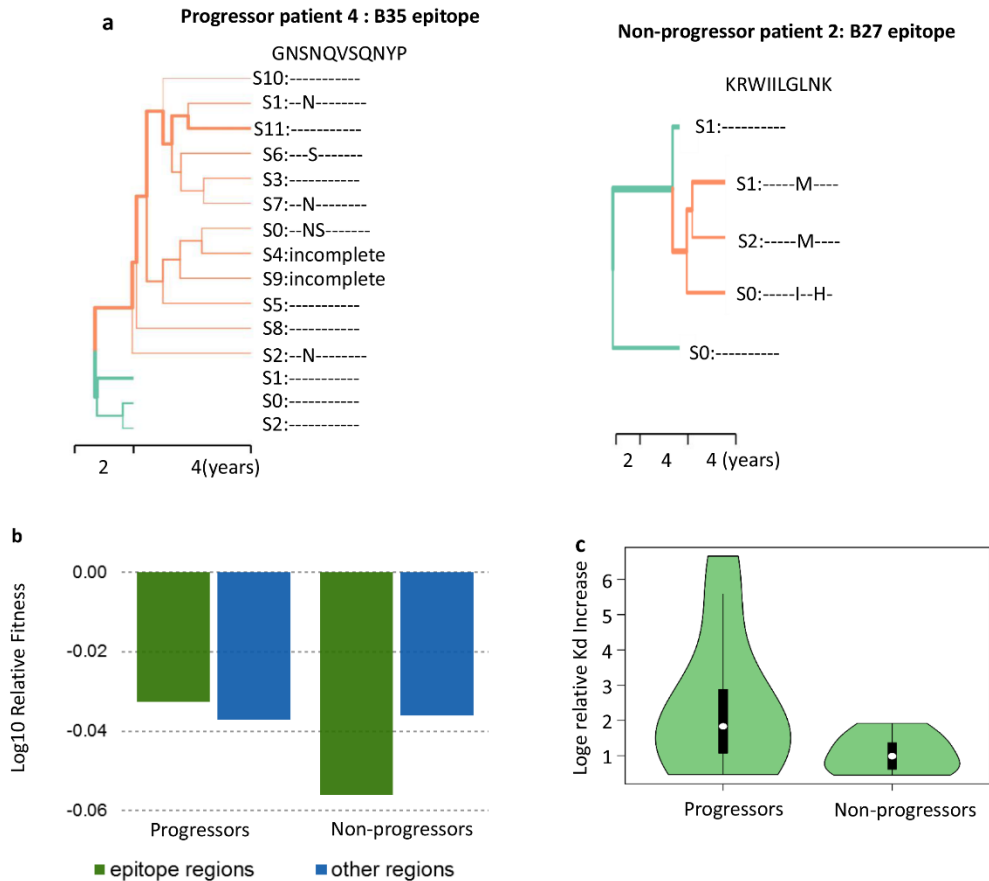 a
Progressor patient 4 : B35 epitope
GNSNQVSQNYP
S10:-----------
S1:--N--------
S11:-----------
S6:---S-------
S3:-----------
S7:--N--------
S0:--NS-------
S4:incomplete
S9:incomplete
S5:-----------
S8:-----------
S2:--N--------
S1:-----------
S0:-----------
S2:-----------
2 4(years)
Non-progressor patient 2: B27 epitope
KRWIILGLNK
S1:----------
S1:-----M----
S2:-----M----
S0:-----I--H-
S0:----------
2 4 4 (years)
b
Log10 Relative Fitness
0.00
-0.02
-0.04
-0.06
Progressors Non-progressors
epitope regions other regions
c
Loge relative Kd Increase
6
5
4
3
2
1
Progressors Non-progressors